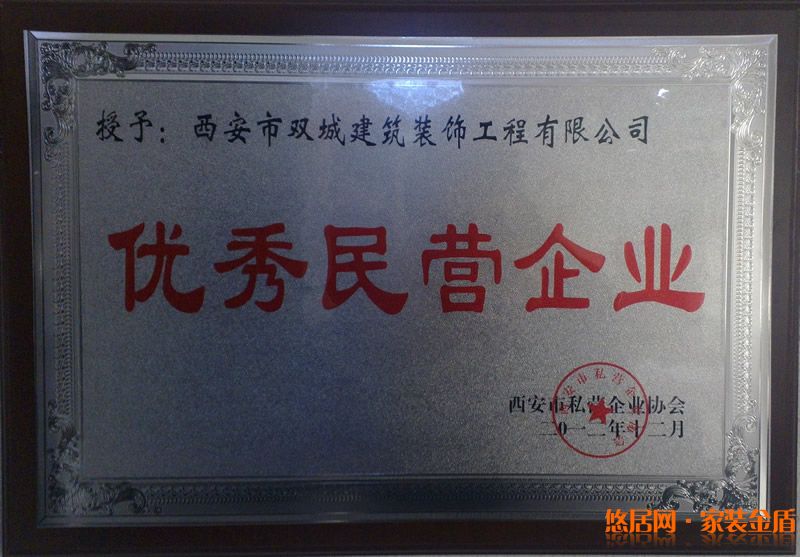 授予：西安市双城建筑装饰工程有限公司
优秀民营企业
西安市私营企业协会
二0一二年十二月
悠居网·家装金盾